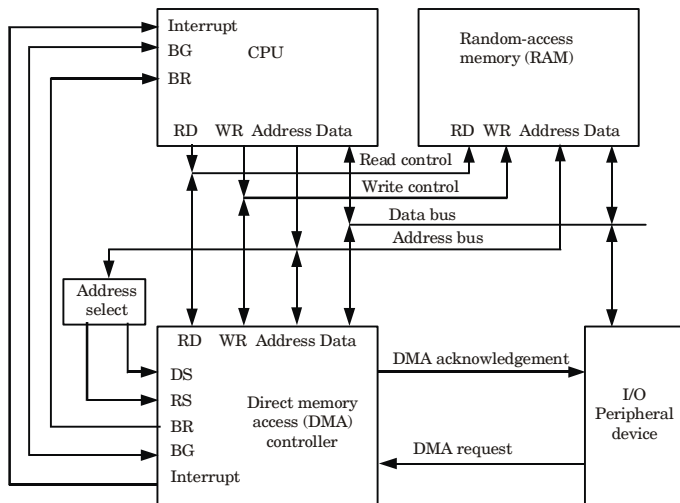 Interrupt
BG
BR
CPU
RD WR Address Data
Random-access
memory (RAM)
RD WR Address Data
Read control
Write control
Data bus
Address bus
Address
select
RD WR Address Data
DS
RS
BR
BG
Interrupt
Direct memory
access (DMA)
controller
DMA acknowledgement
DMA request
I/O
Peripheral
device